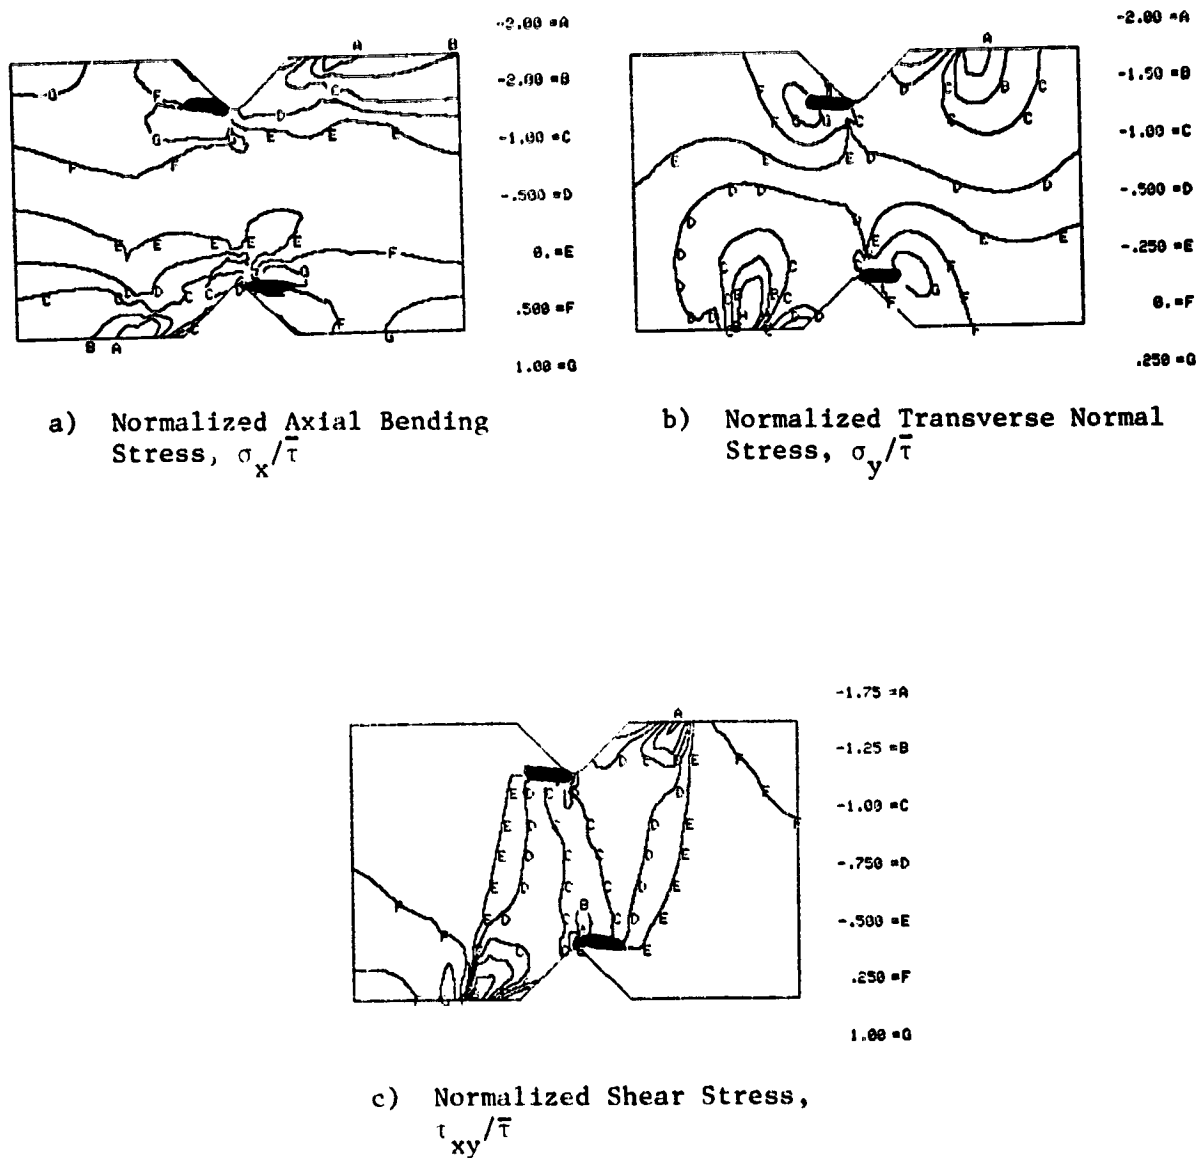 -2.00 =A
-2.00 =B
-1.00 =C
-.500 =D
0. =E
.500 =F
1.00 =G
a) Normalized Axial Bending
Stress, σx/τ̄
-2.00 =A
-1.50 =B
-1.00 =C
-.500 =D
-.250 =E
0. =F
.250 =G
b) Normalized Transverse Normal
Stress, σy/τ̄
-1.75 =A
-1.25 =B
-1.00 =C
-.750 =D
-.500 =E
.250 =F
1.00 =G
c) Normalized Shear Stress,
τxy/τ̄